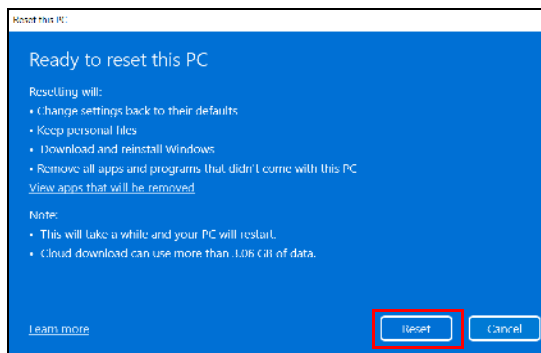 Reset this PC
Ready to reset this PC
Resetting will:
• Change settings back to their defaults
• Keep personal files
• Download and reinstall Windows
• Remove all apps and programs that didn't come with this PC
View apps that will be removed
Note:
• This will take a while and your PC will restart.
• Cloud download can use more than 3.06 GB of data.
Learn more
Reset
Cancel